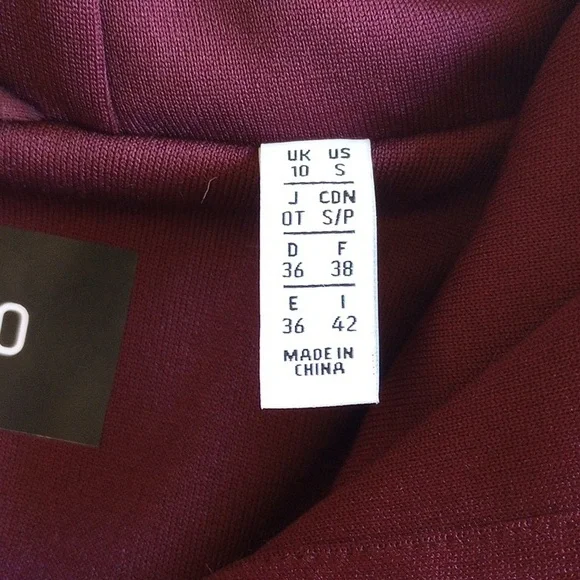 UK US
10 S
J CDN
OT S/P
D F
36 38
E I
36 42
MADE IN
CHINA
O